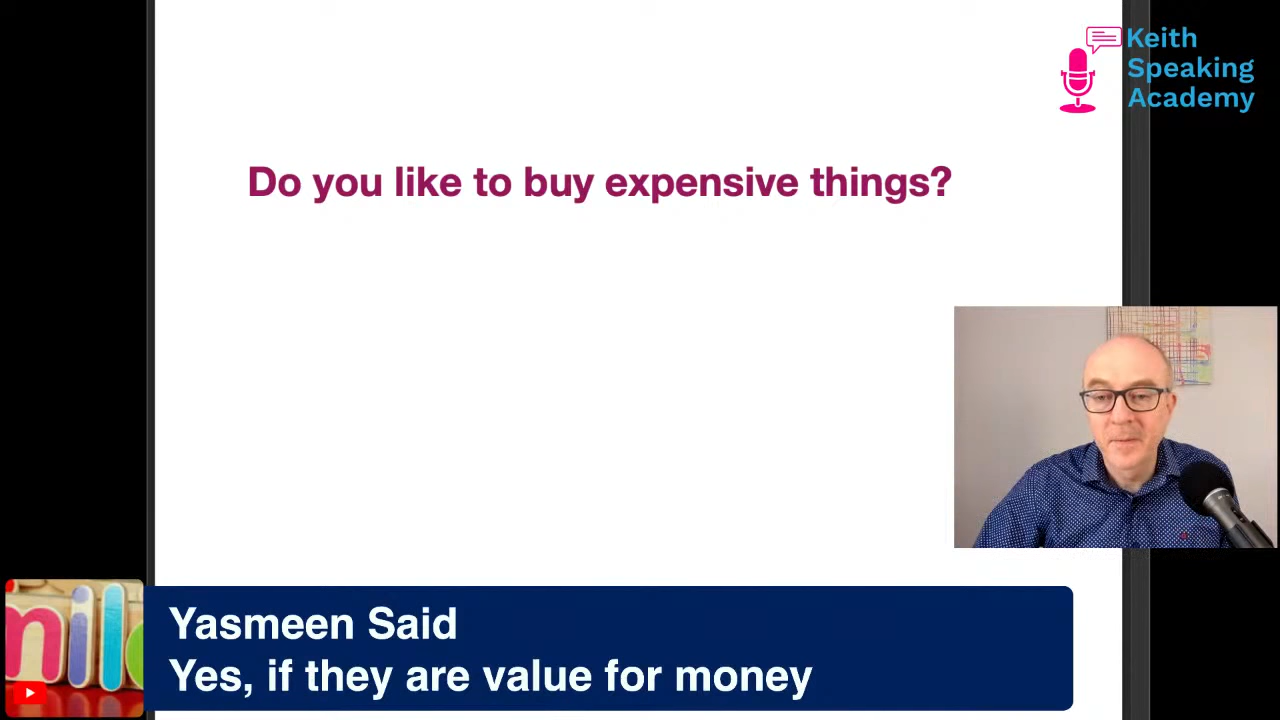 Keith
Speaking
Academy
Do you like to buy expensive things?
Yasmeen Said
Yes, if they are value for money